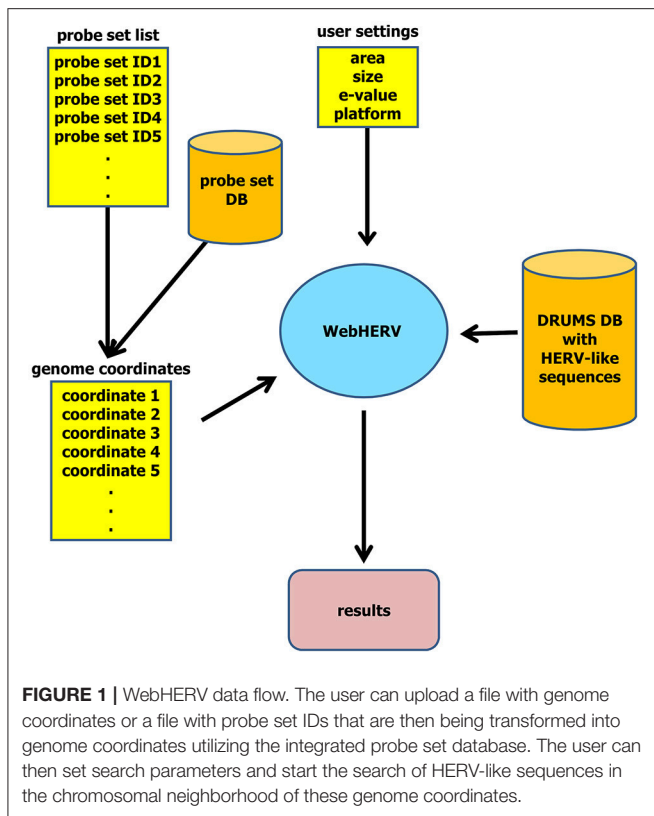 probe set list
probe set ID1
probe set ID2
probe set ID3
probe set ID4
probe set ID5
.
.
.
probe set
DB
user settings
area
size
e-value
platform
WebHERV
DRUMS DB
with
HERV-like
sequences
genome coordinates
coordinate 1
coordinate 2
coordinate 3
coordinate 4
coordinate 5
.
.
.
results
FIGURE 1 | WebHERV data flow. The user can upload a file with genome
coordinates or a file with probe set IDs that are then being transformed into
genome coordinates utilizing the integrated probe set database. The user can
then set search parameters and start the search of HERV-like sequences in
the chromosomal neighborhood of these genome coordinates.